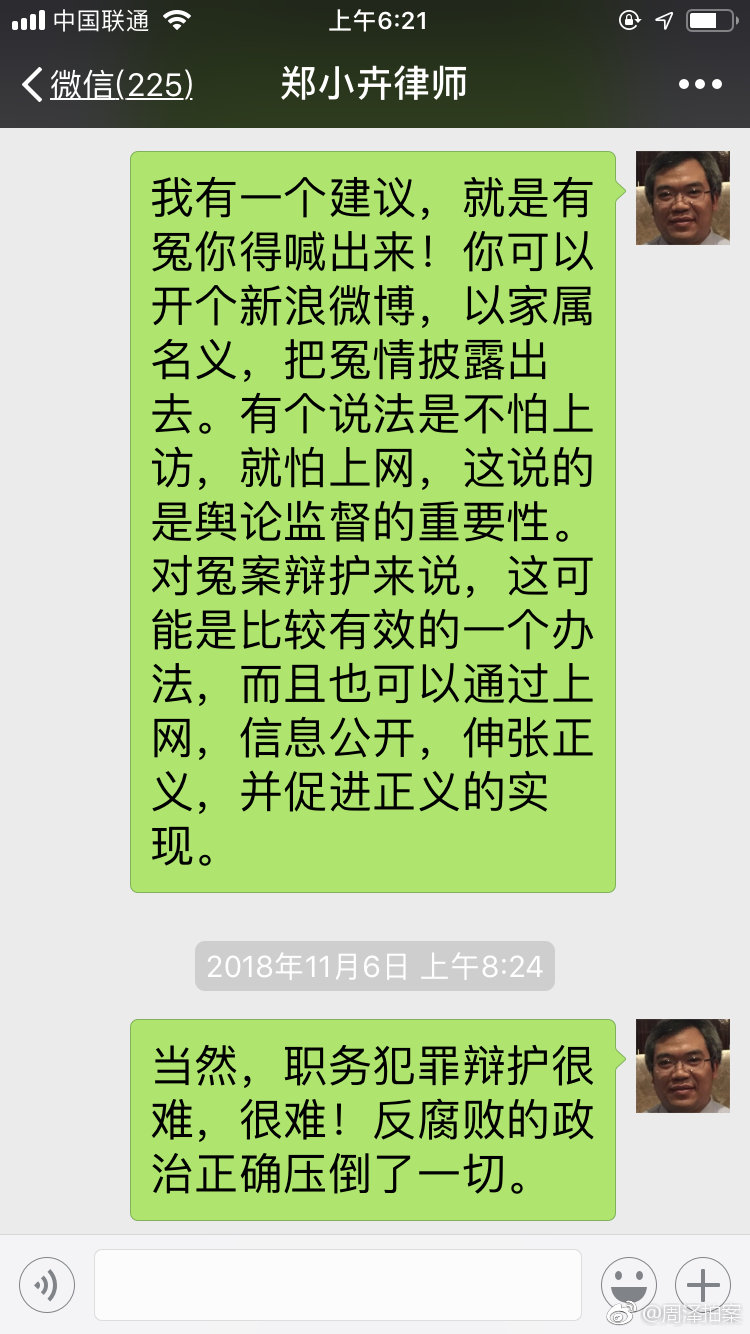 中国联通
上午6:21
微信(225)
郑小卉律师
我有一个建议，就是有
冤你得喊出来！你可以
开个新浪微博，以家属
名义，把冤情披露出
去。有个说法是不怕上
访，就怕上网，这说的
是舆论监督的重要性。
对冤案辩护来说，这可
能是比较有效的一个办
法，而且也可以通过上
网，信息公开，伸张正
义，并促进正义的实
现。
2018年11月6日 上午8:24
当然，职务犯罪辩护很
难，很难！反腐败的政
治正确压倒了一切。
@周泽拍案